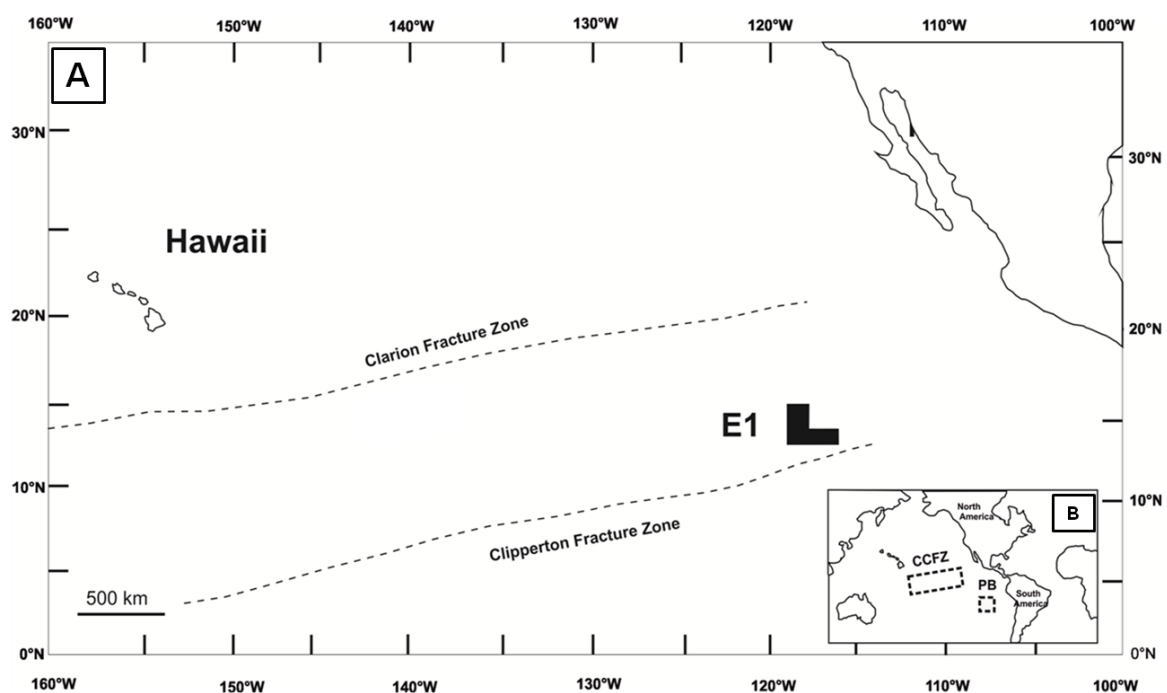 160°W 150°W 140°W 130°W 120°W 110°W 100°W
A
30°N
30°N
Hawaii
20°N
20°N
Clarion Fracture Zone
E1
10°N
10°N
Clipperton Fracture Zone
B
North
America
CCFZ
PB
South
America
500 km
0°N
0°N
160°W 150°W 140°W 130°W 120°W 110°W 100°W